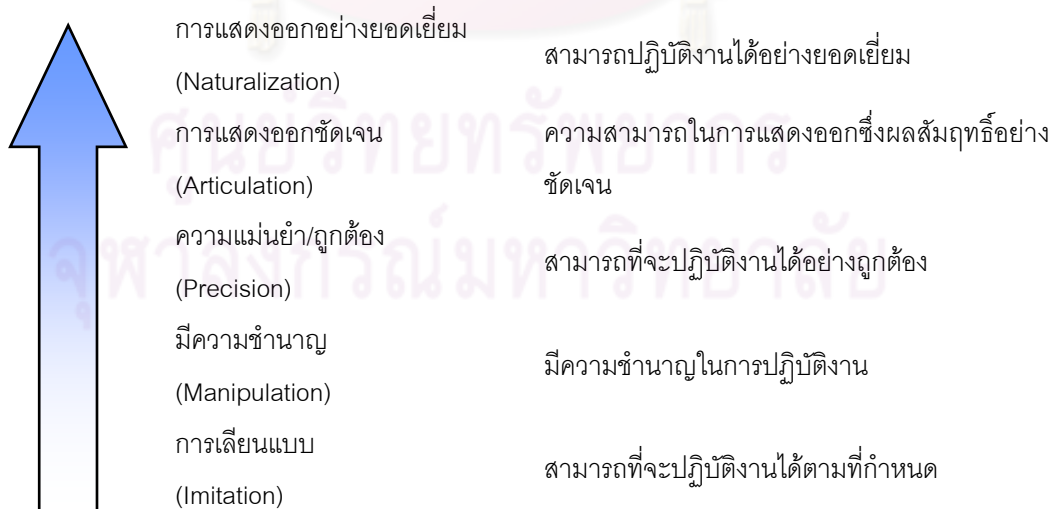 การแสดงออกอย่างยอดเยี่ยม
(Naturalization)
สามารถปฏิบัติงานได้อย่างยอดเยี่ยม
การแสดงออกชัดเจน
(Articulation)
ความสามารถในการแสดงออกซึ่งผลสัมฤทธิ์อย่าง
ชัดเจน
ความแม่นยำ/ถูกต้อง
(Precision)
สามารถที่จะปฏิบัติงานได้อย่างถูกต้อง
มีความชำนาญ
(Manipulation)
มีความชำนาญในการปฏิบัติงาน
การเลียนแบบ
(Imitation)
สามารถที่จะปฏิบัติงานได้ตามที่กำหนด
ศูนย์วิทยทรัพยากร
จุฬาลงกรณ์มหาวิทยาลัย